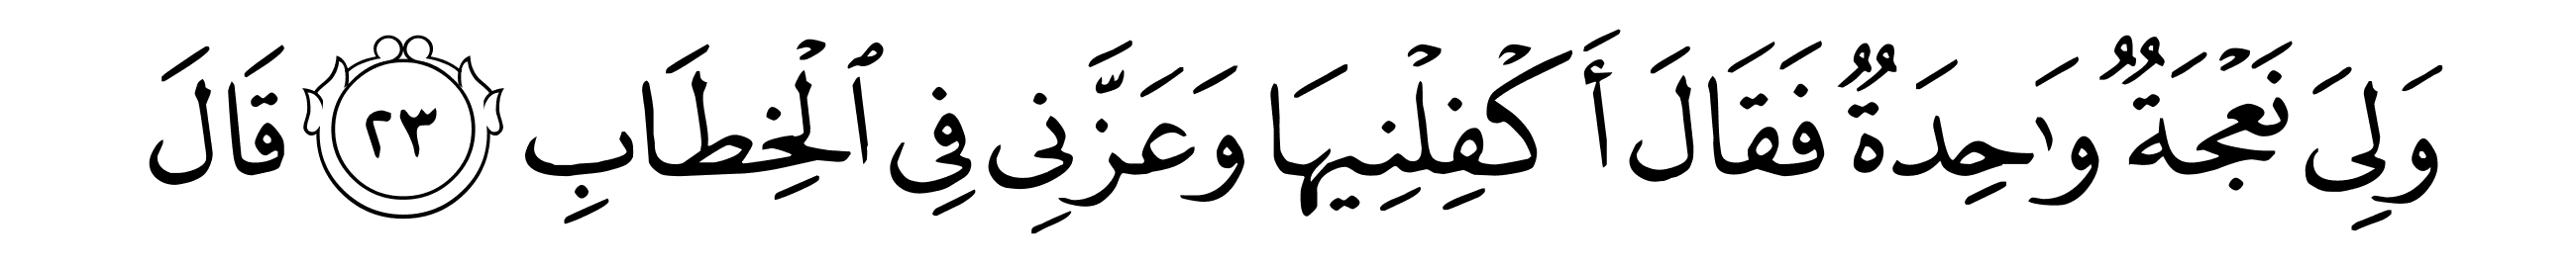 وَلِىَ نَعْجَةٌ وَٰحِدَةٌ فَقَالَ أَكْفِلْنِيهَا وَعَزَّنِى فِى ٱلْخِطَابِ ٢٣ قَالَ